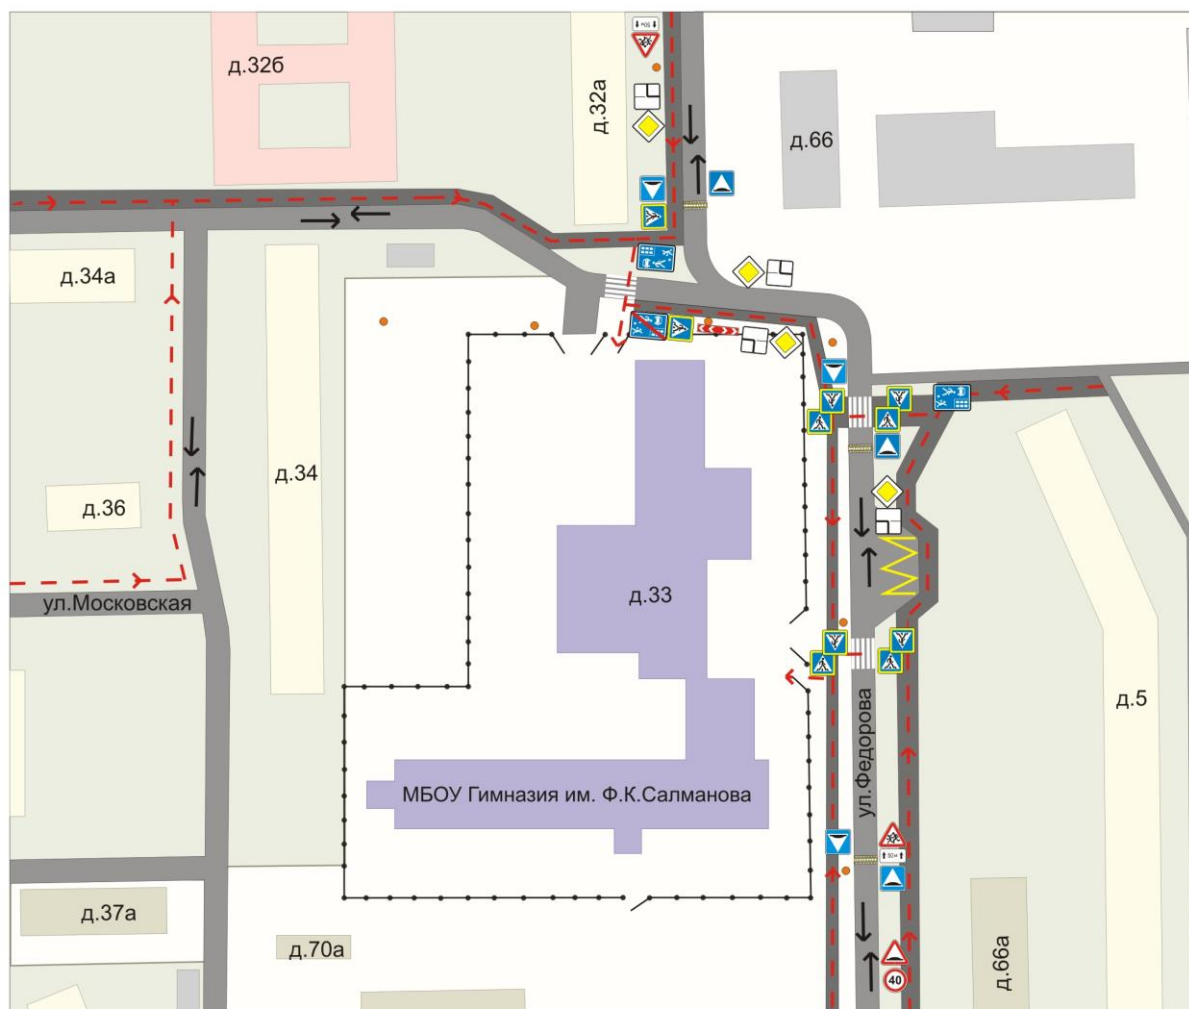 д.32б
д.32а
д.66
д.34а
д.34
д.36
д.33
ул.Московская
д.5
ул.Федорова
МБОУ Гимназия им. Ф.К.Салманова
д.37а
д.70а
д.66а
40